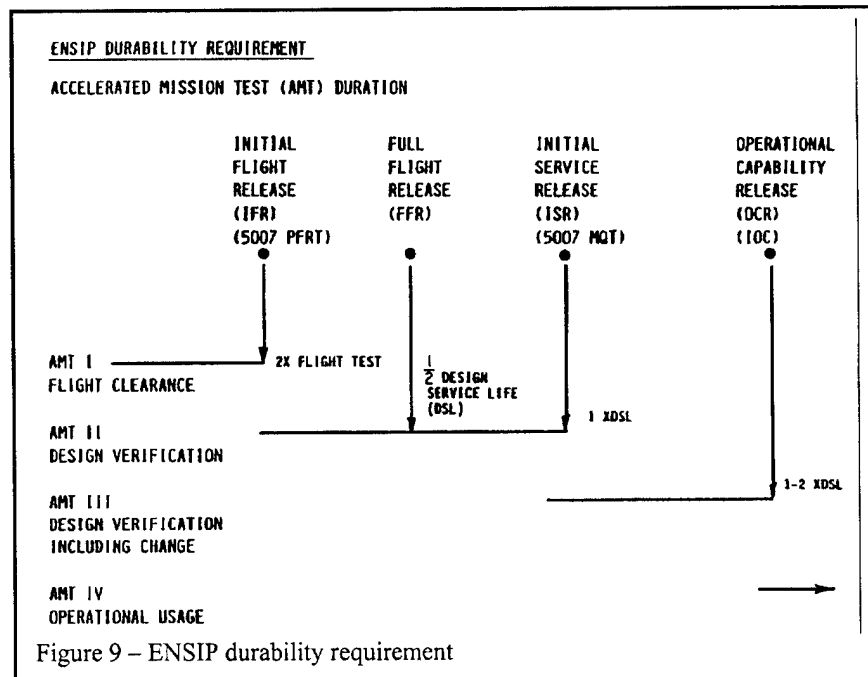 ENSIP DURABILITY REQUIREMENT
ACCELERATED MISSION TEST (AMT) DURATION
INITIAL
FLIGHT
RELEASE
(IFR)
(5007 PFRT)
FULL
FLIGHT
RELEASE
(FFR)
INITIAL
SERVICE
RELEASE
(ISR)
(5007 MQT)
OPERATIONAL
CAPABILITY
RELEASE
(OCR)
(IOC)
AMT I
FLIGHT CLEARANCE
2X FLIGHT TEST
1/2 DESIGN
SERVICE LIFE
(DSL)
AMT II
DESIGN VERIFICATION
1 XDSL
AMT III
DESIGN VERIFICATION
INCLUDING CHANGE
1-2 XDSL
AMT IV
OPERATIONAL USAGE
Figure 9 – ENSIP durability requirement